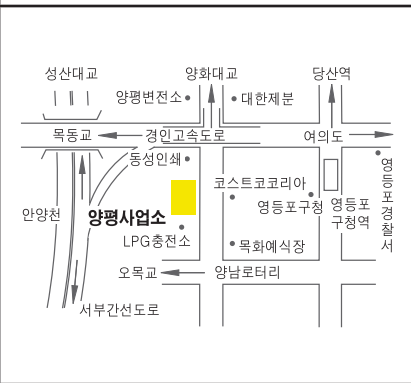 성산대교
양화대교
당산역
양평변전소
대한제분
목동교
경인고속도로
여의도
동성인쇄
코스트코코리아
영등포구청
영등포
구청역
영등포경찰서
안양천
양평사업소
LPG충전소
목화예식장
오목교
양남로터리
서부간선도로